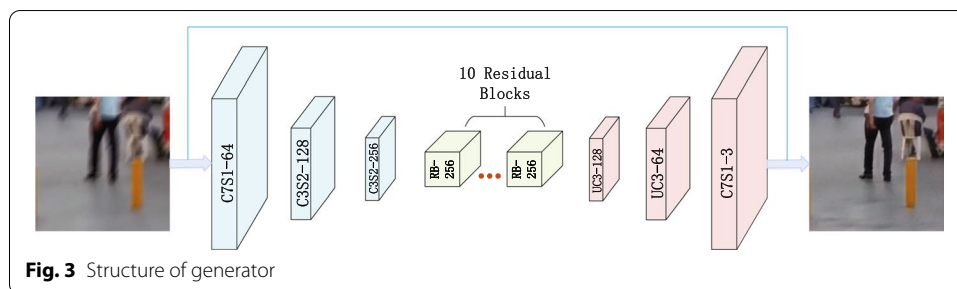 10 Residual
Blocks
C7S1-64
C3S2-128
C3S2-256
RB-
256
RB-
256
UC3-128
UC3-64
C7S1-3
Fig. 3 Structure of generator